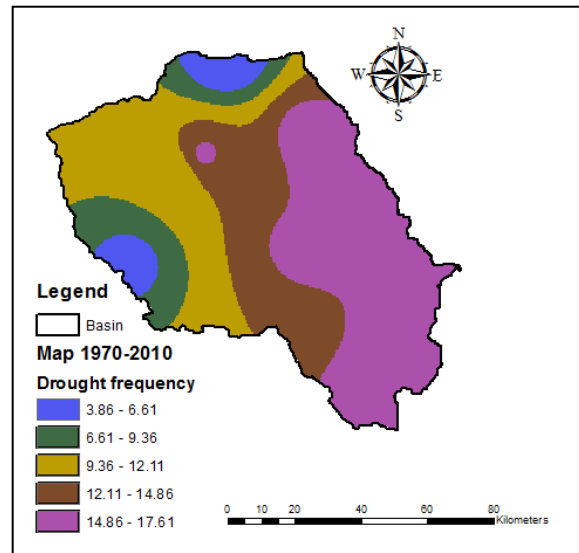 N
W E
S
Legend
Basin
Map 1970-2010
Drought frequency
3.86 - 6.61
6.61 - 9.36
9.36 - 12.11
12.11 - 14.86
14.86 - 17.61
0 10 20 40 60 80
Kilometers